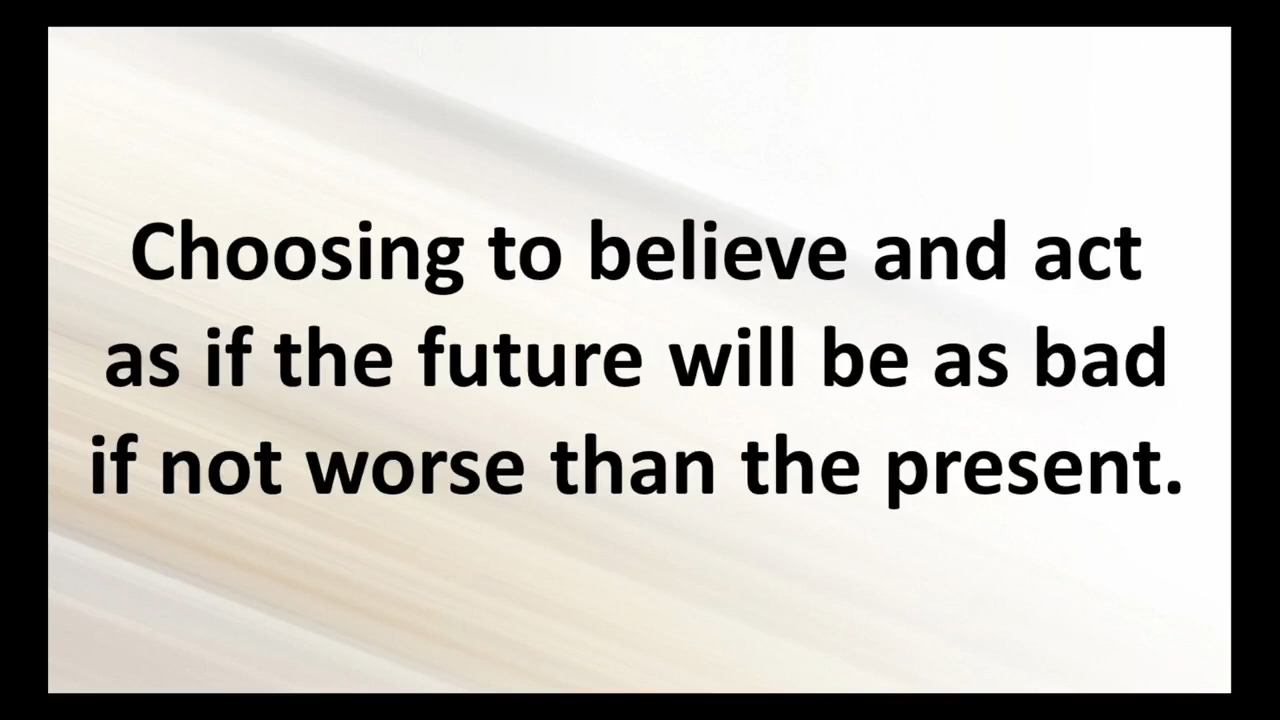 Choosing to believe and act
as if the future will be as bad
if not worse than the present.